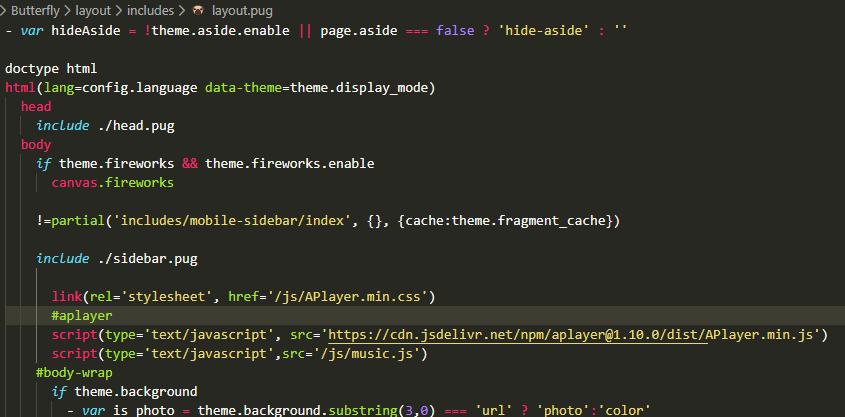 Butterfly > layout > includes > layout.pug
- var hideAside = !theme.aside.enable || page.aside === false ? 'hide-aside' : ''
doctype html
html(lang=config.language data-theme=theme.display_mode)
head
include ./head.pug
body
if theme.fireworks && theme.fireworks.enable
canvas.fireworks
!=partial('includes/mobile-sidebar/index', {}, {cache:theme.fragment_cache})
include ./sidebar.pug
link(rel='stylesheet', href='/js/APlayer.min.css')
#aplayer
script(type='text/javascript', src='https://cdn.jsdelivr.net/npm/aplayer@1.10.0/dist/APlayer.min.js')
script(type='text/javascript',src='/js/music.js')
#body-wrap
if theme.background
- var is_photo = theme.background.substring(3,0) === 'url' ? 'photo':'color'